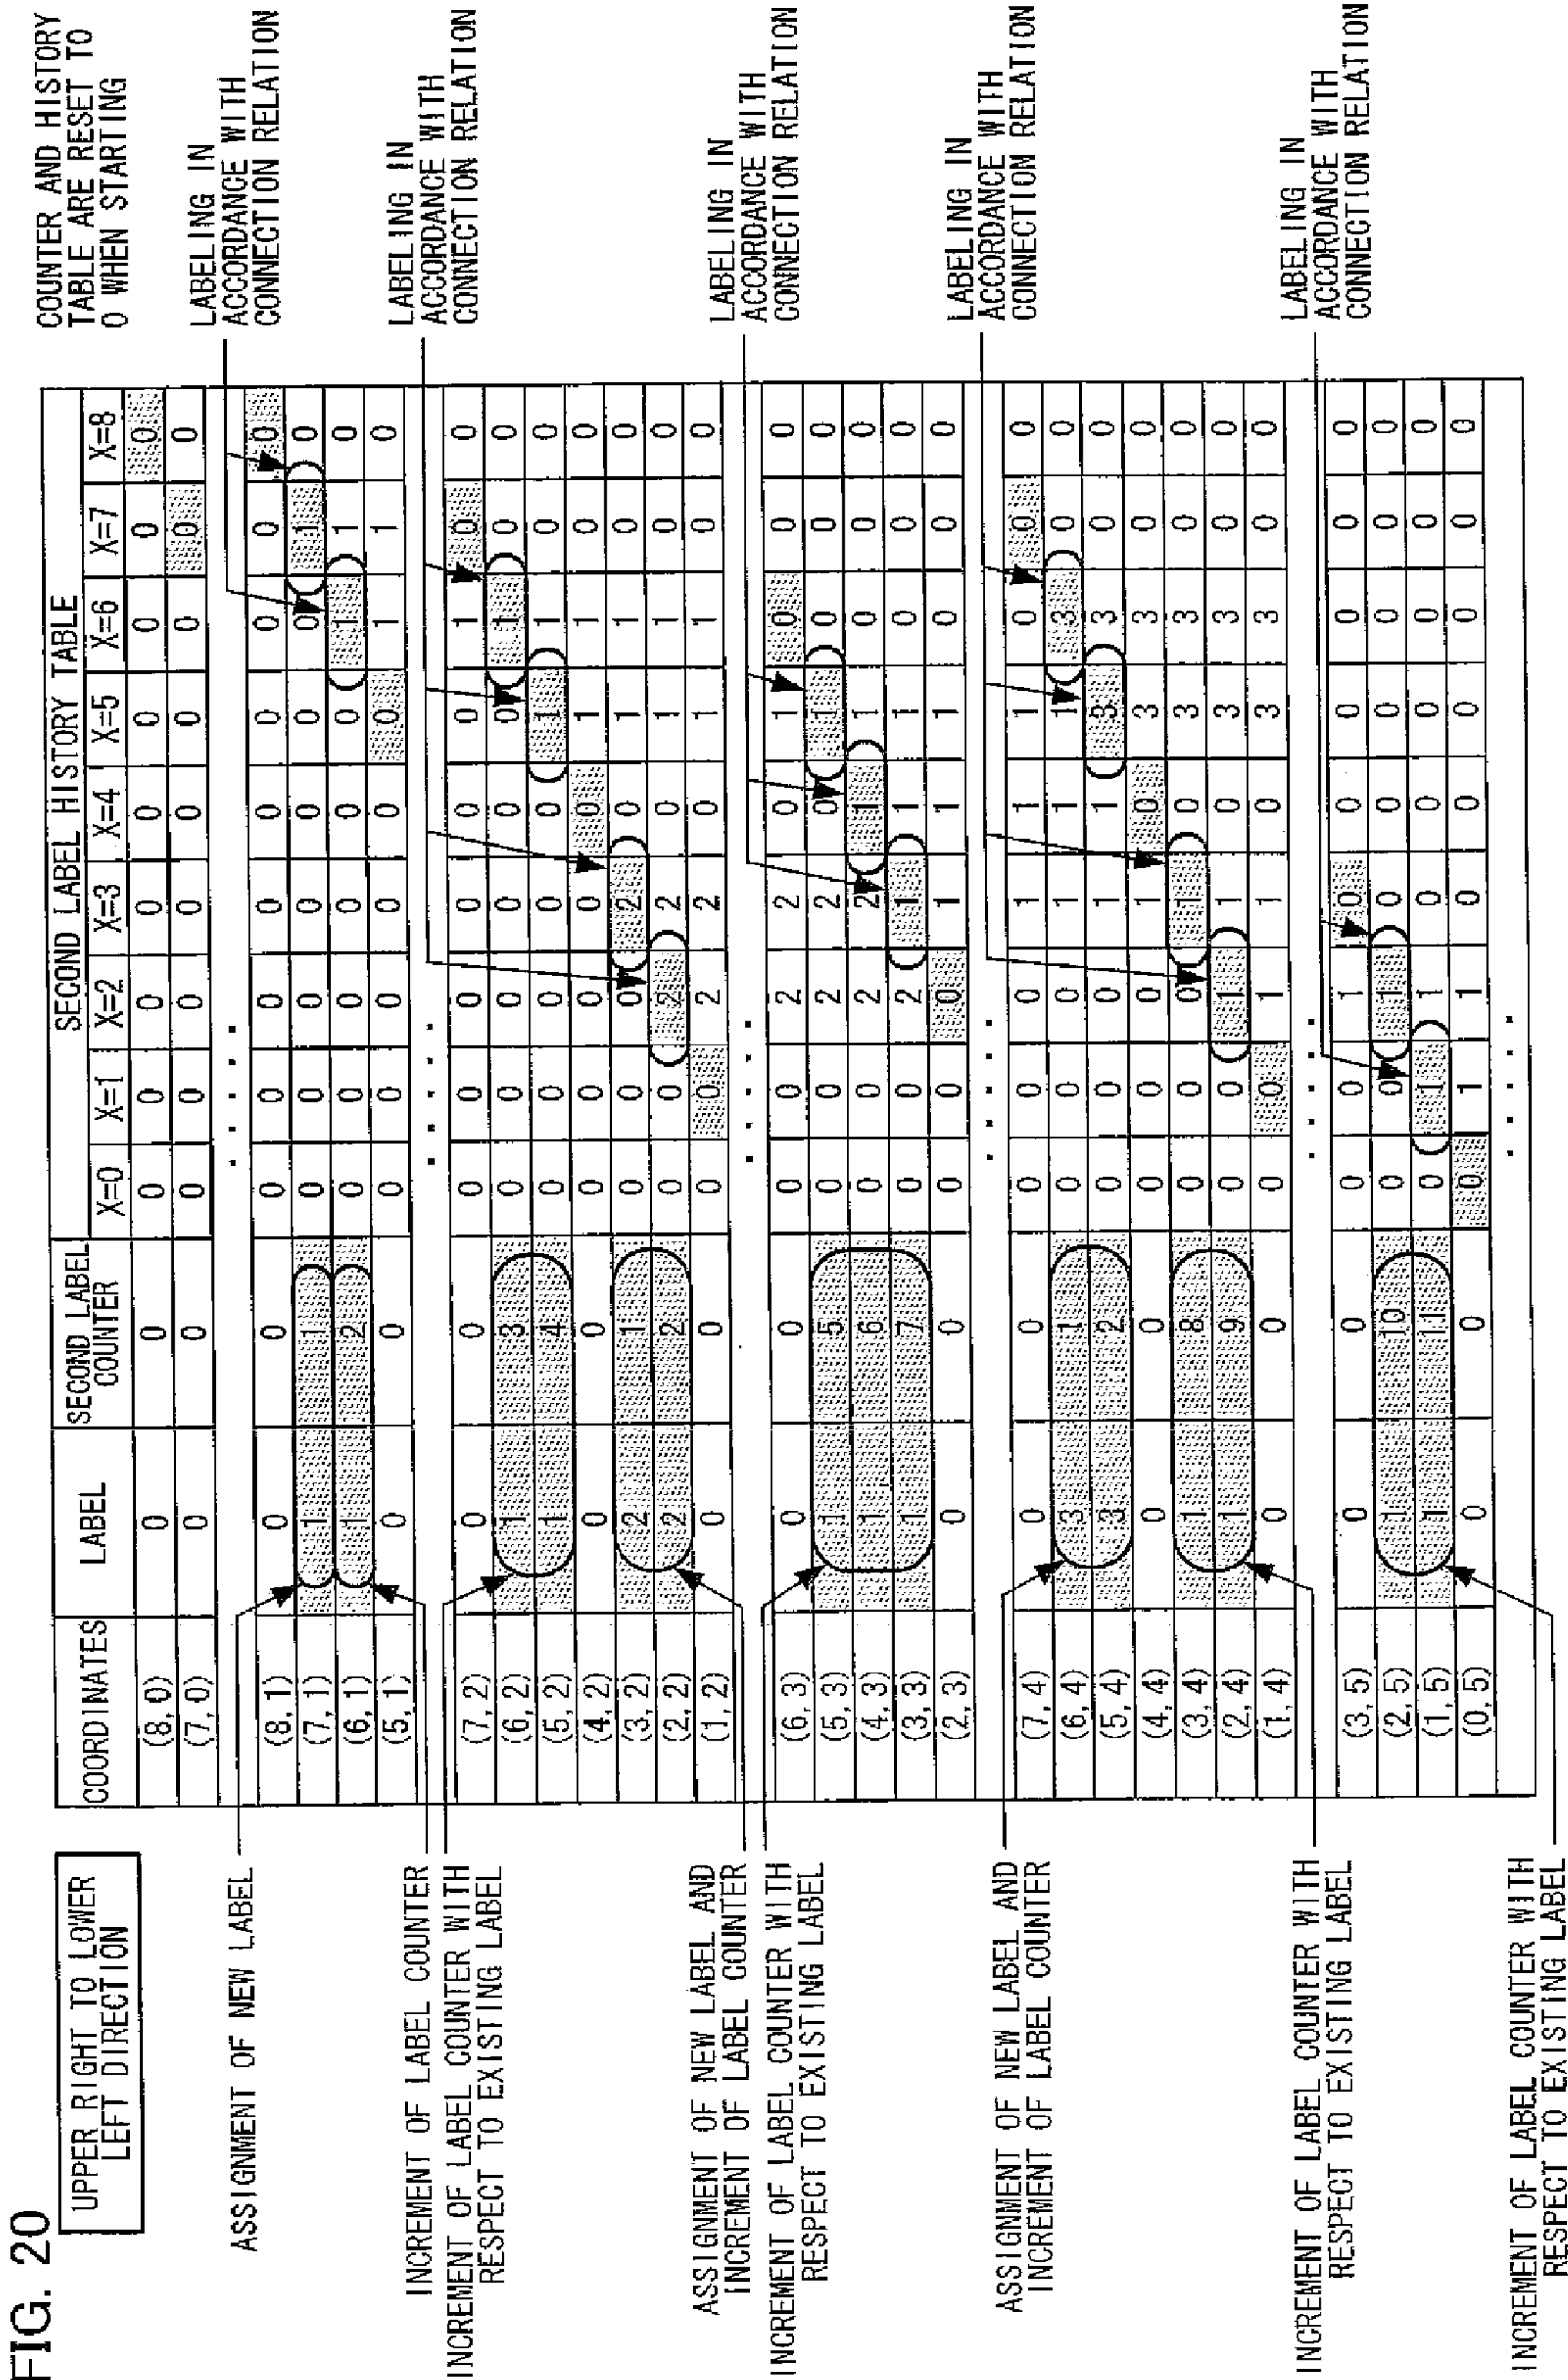 FIG. 20
UPPER RIGHT TO LOWER
LEFT DIRECTION
COUNTER AND HISTORY
TABLE ARE RESET TO
0 WHEN STARTING
COORDINATES LABEL SECOND LABEL COUNTER SECOND LABEL HISTORY TABLE
X=0 X=1 X=2 X=3 X=4 X=5 X=6 X=7 X=8
(8,0) 0 0 0 0 0 0 0 0 0 0 0
(7,0) 0 0 0 0 0 0 0 0 0 0 0
....
(8,1) 0 0 0 0 0 0 0 0 0 0 0
(7,1) 1 1 0 0 0 0 0 0 0 1 0
(6,1) 1 2 0 0 0 0 0 0 1 1 0
(5,1) 0 0 0 0 0 0 0 0 1 1 0
....
(7,2) 0 0 0 0 0 0 0 0 1 0 0
(6,2) 1 3 0 0 0 0 0 0 1 0 0
(5,2) 1 4 0 0 0 0 0 1 1 0 0
(4,2) 0 0 0 0 0 0 0 1 1 0 0
(3,2) 2 1 0 0 0 2 0 1 1 0 0
(2,2) 2 2 0 0 2 2 0 1 1 0 0
(1,2) 0 0 0 0 2 2 0 1 1 0 0
....
(6,3) 0 0 0 0 2 2 0 1 0 0 0
(5,3) 1 5 0 0 2 2 0 1 0 0 0
(4,3) 1 6 0 0 2 2 1 1 0 0 0
(3,3) 1 7 0 0 2 1 1 1 0 0 0
(2,3) 0 0 0 0 0 1 1 1 0 0 0
....
(7,4) 0 0 0 0 0 1 1 1 0 0 0
(6,4) 3 1 0 0 0 1 1 1 3 0 0
(5,4) 3 2 0 0 0 1 1 3 3 0 0
(4,4) 0 0 0 0 0 1 0 3 3 0 0
(3,4) 1 8 0 0 0 1 0 3 3 0 0
(2,4) 1 9 0 0 1 1 0 3 3 0 0
(1,4) 0 0 0 0 1 1 0 3 3 0 0
....
(3,5) 0 0 0 0 1 0 0 0 0 0 0
(2,5) 1 10 0 0 1 0 0 0 0 0 0
(1,5) 1 11 0 1 1 0 0 0 0 0 0
(0,5) 0 0 0 1 1 0 0 0 0 0 0
....
ASSIGNMENT OF NEW LABEL
INCREMENT OF LABEL COUNTER
INCREMENT OF LABEL COUNTER WITH
RESPECT TO EXISTING LABEL
ASSIGNMENT OF NEW LABEL AND
INCREMENT OF LABEL COUNTER
INCREMENT OF LABEL COUNTER WITH
RESPECT TO EXISTING LABEL
ASSIGNMENT OF NEW LABEL AND
INCREMENT OF LABEL COUNTER
INCREMENT OF LABEL COUNTER WITH
RESPECT TO EXISTING LABEL
INCREMENT OF LABEL COUNTER WITH
RESPECT TO EXISTING LABEL
LABELING IN
ACCORDANCE WITH
CONNECTION RELATION
LABELING IN
ACCORDANCE WITH
CONNECTION RELATION
LABELING IN
ACCORDANCE WITH
CONNECTION RELATION
LABELING IN
ACCORDANCE WITH
CONNECTION RELATION
LABELING IN
ACCORDANCE WITH
CONNECTION RELATION